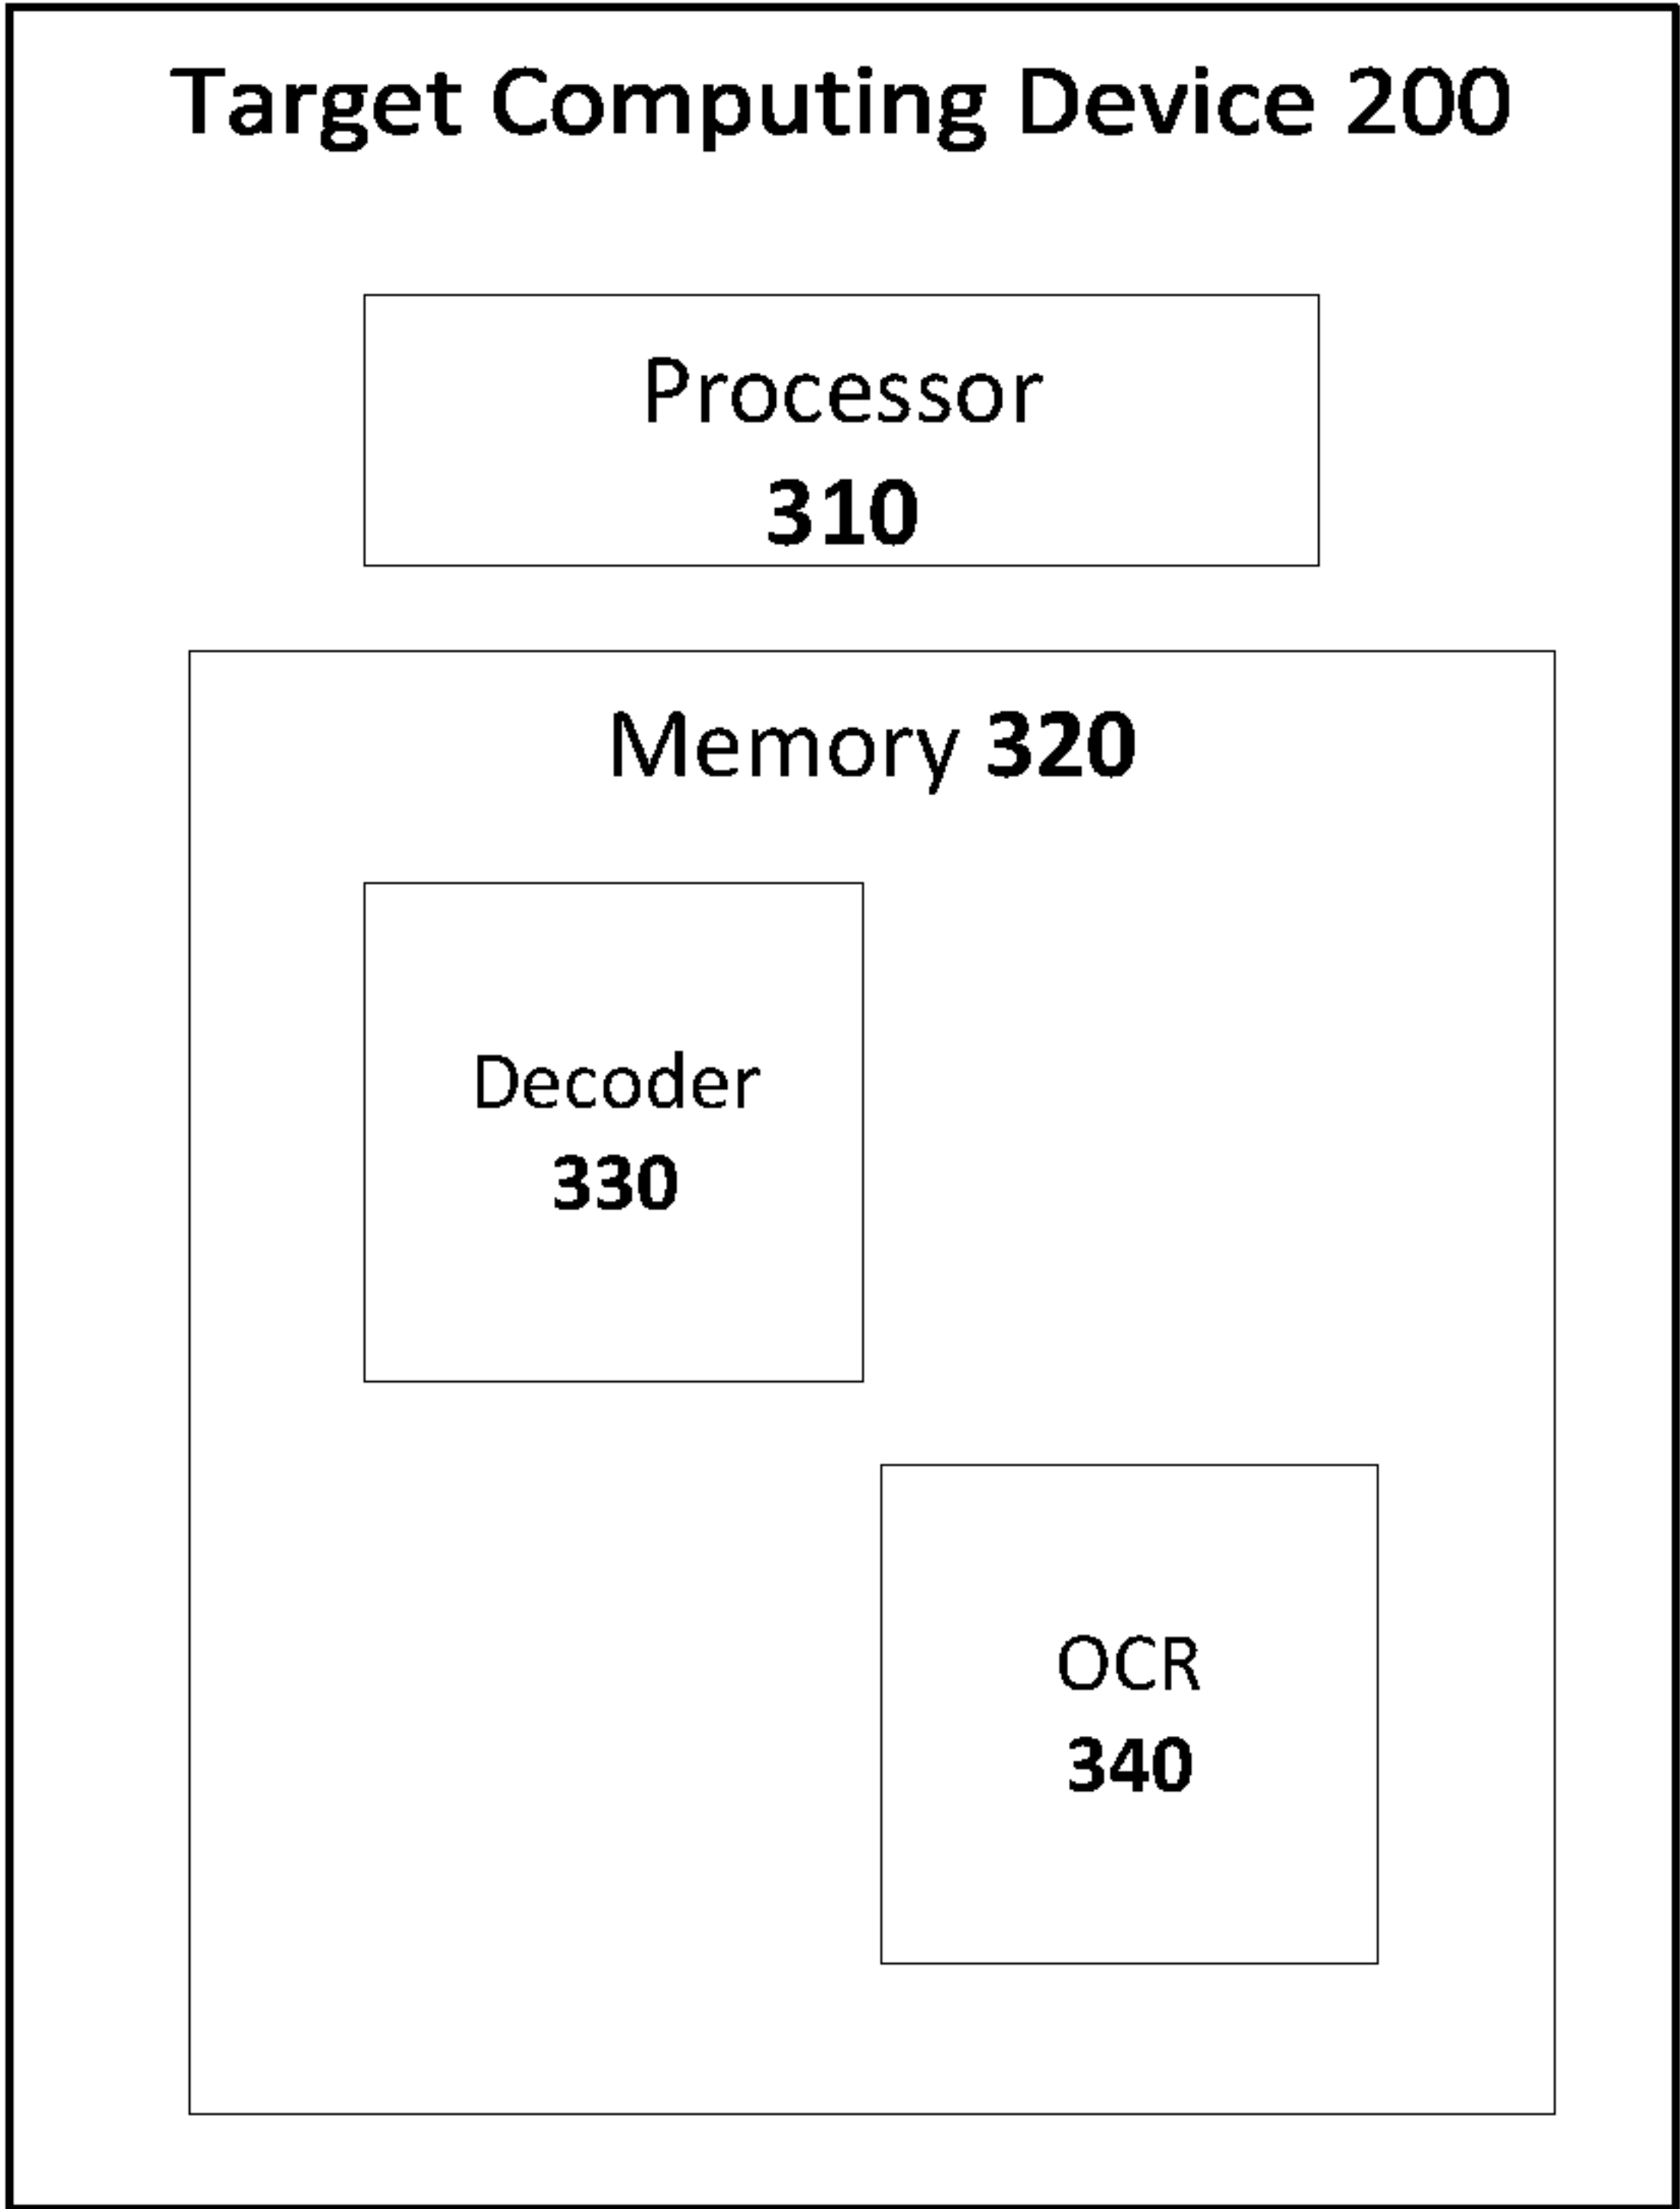 Target Computing Device 200
Processor
310
Memory 320
Decoder
330
OCR
340